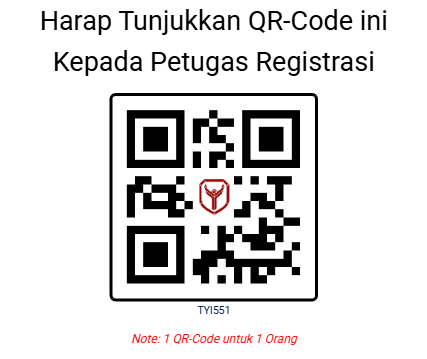 Harap Tunjukkan QR-Code ini
Kepada Petugas Registrasi
TYI551
Note: 1 QR-Code untuk 1 Orang